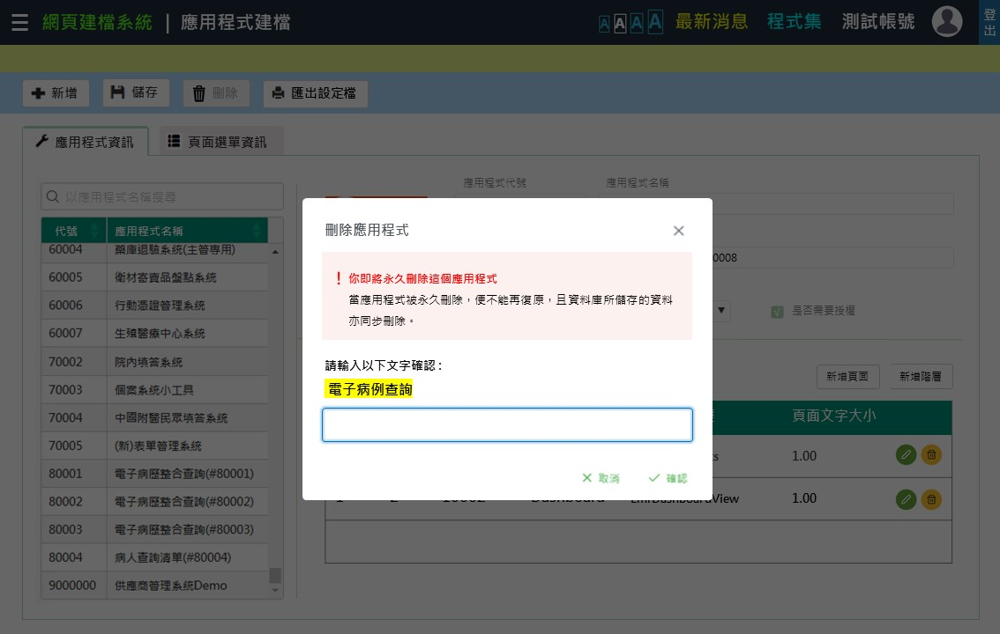 網頁建檔系統 | 應用程式建檔
A A A A 最新消息 程式集 測試帳號 登出
新增 儲存 刪除 匯出設定檔
應用程式資訊 頁面選單資訊
應用程式代號 應用程式名稱
以應用程式名稱搜尋
代號 應用程式名稱
60004 藥庫退驗系統(主管專用)
60005 衛材寄賣品盤點系統
60006 行動憑證管理系統
60007 生殖醫療中心系統
70002 院內填答系統
70003 個案系統小工具
70004 中國附醫民眾填答系統
70005 (新)表單管理系統
80001 電子病歷整合查詢(#80001)
80002 電子病歷整合查詢(#80002)
80003 電子病歷整合查詢(#80003)
80004 病人查詢清單(#80004)
9000000 供應商管理系統Demo
刪除應用程式
你即將永久刪除這個應用程式
當應用程式被永久刪除，便不能再復原，且資料庫所儲存的資料
亦同步刪除。
請輸入以下文字確認：
電子病例查詢
取消 確認
0008
是否需要授權
新增頁面 新增階層
頁面文字大小
ts 1.00
EmrDashboardView 1.00